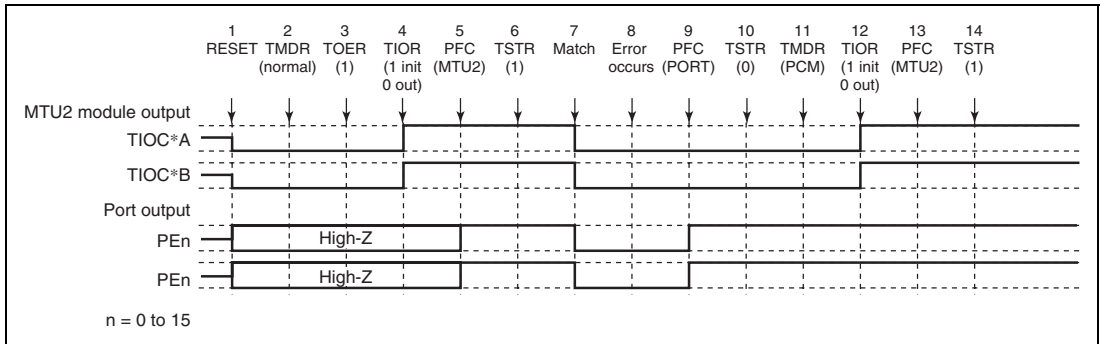 1 2 3 4 5 6 7 8 9 10 11 12 13 14
RESET TMDR TOER TIOR PFC TSTR Match Error PFC TSTR TMDR TIOR PFC TSTR
(normal) (1) (1 init (MTU2) (1) occurs (PORT) (0) (PCM) (1 init (MTU2) (1)
0 out) 0 out)
MTU2 module output
TIOC*A
TIOC*B
Port output
PEn High-Z
PEn High-Z
n = 0 to 15